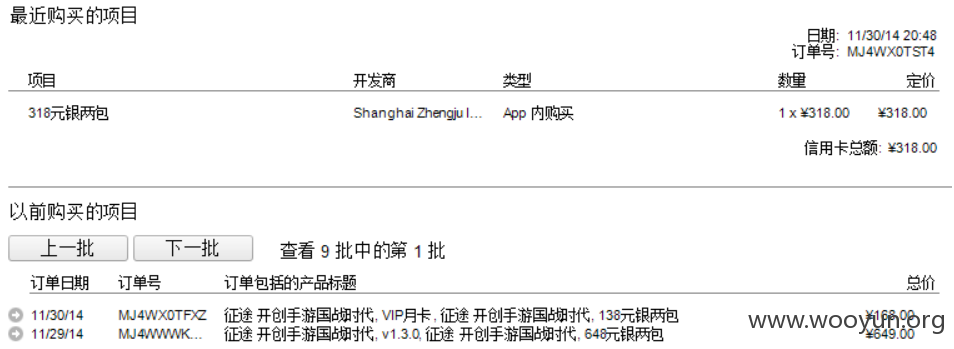 最近购买的项目
日期: 11/30/14 20:48
订单号: MJ4WX0TST4
项目 开发商 类型 数量 定价
318元银两包 Shanghai Zhengju I... App 内购买 1 x ¥318.00 ¥318.00
信用卡总额: ¥318.00
以前购买的项目
上一批 下一批 查看 9 批中的第 1 批
订单日期 订单号 订单包括的产品标题 总价
11/30/14 MJ4WX0TFXZ 征途 开创手游国战时代, VIP月卡, 征途 开创手游国战时代, 138元银两包 ¥168.00
11/29/14 MJ4WWWK... 征途 开创手游国战时代, v1.3.0, 征途 开创手游国战时代, 648元银两包 ¥649.00
www.wooyun.org